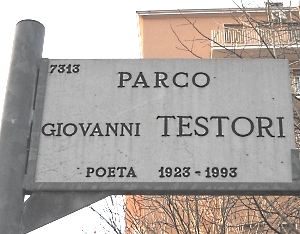 7313
PARCO
GIOVANNI TESTORI
POETA 1923-1993